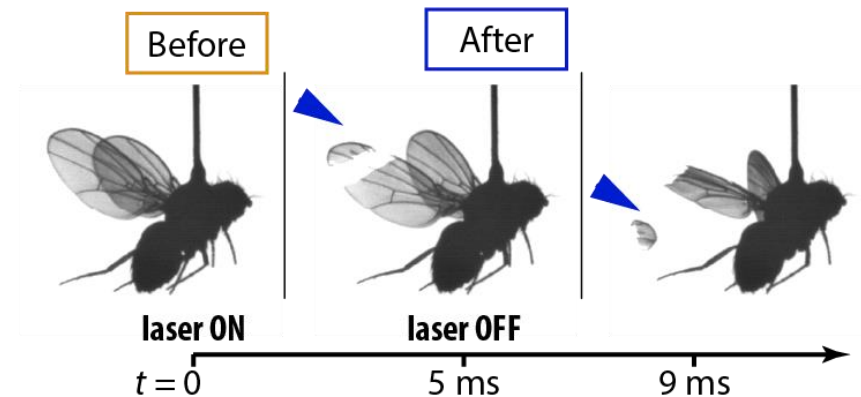 Before
After
laser ON
laser OFF
t = 0
5 ms
9 ms